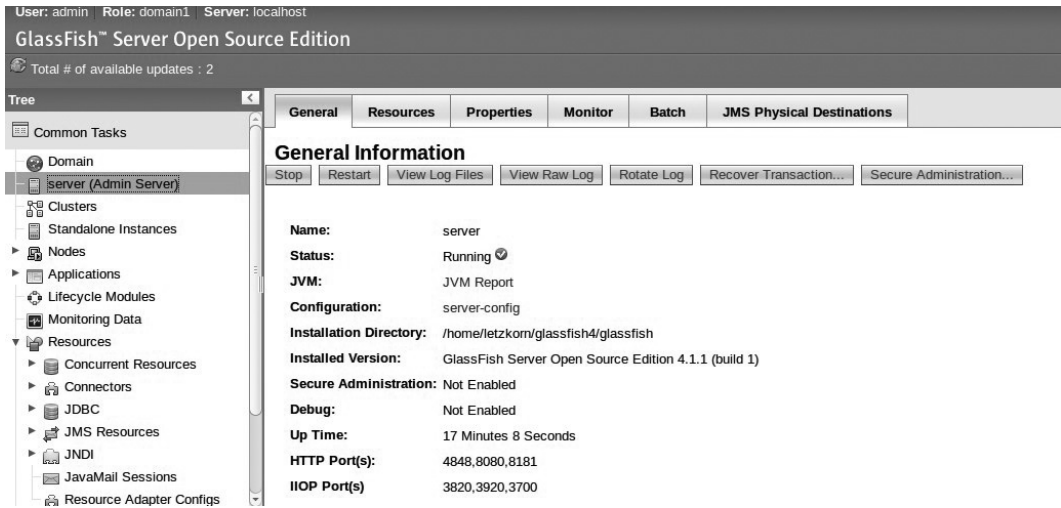 User: admin Role: domain1 Server: localhost
GlassFish™ Server Open Source Edition
Total # of available updates : 2
Tree
Common Tasks
Domain
server (Admin Server)
Clusters
Standalone Instances
Nodes
Applications
Lifecycle Modules
Monitoring Data
Resources
Concurrent Resources
Connectors
JDBC
JMS Resources
JNDI
JavaMail Sessions
Resource Adapter Configs
General Resources Properties Monitor Batch JMS Physical Destinations
General Information
Stop Restart View Log Files View Raw Log Rotate Log Recover Transaction... Secure Administration...
Name: server
Status: Running
JVM: JVM Report
Configuration: server-config
Installation Directory: /home/letzkorn/glassfish4/glassfish
Installed Version: GlassFish Server Open Source Edition 4.1.1 (build 1)
Secure Administration: Not Enabled
Debug: Not Enabled
Up Time: 17 Minutes 8 Seconds
HTTP Port(s): 4848,8080,8181
IIOP Port(s) 3820,3920,3700